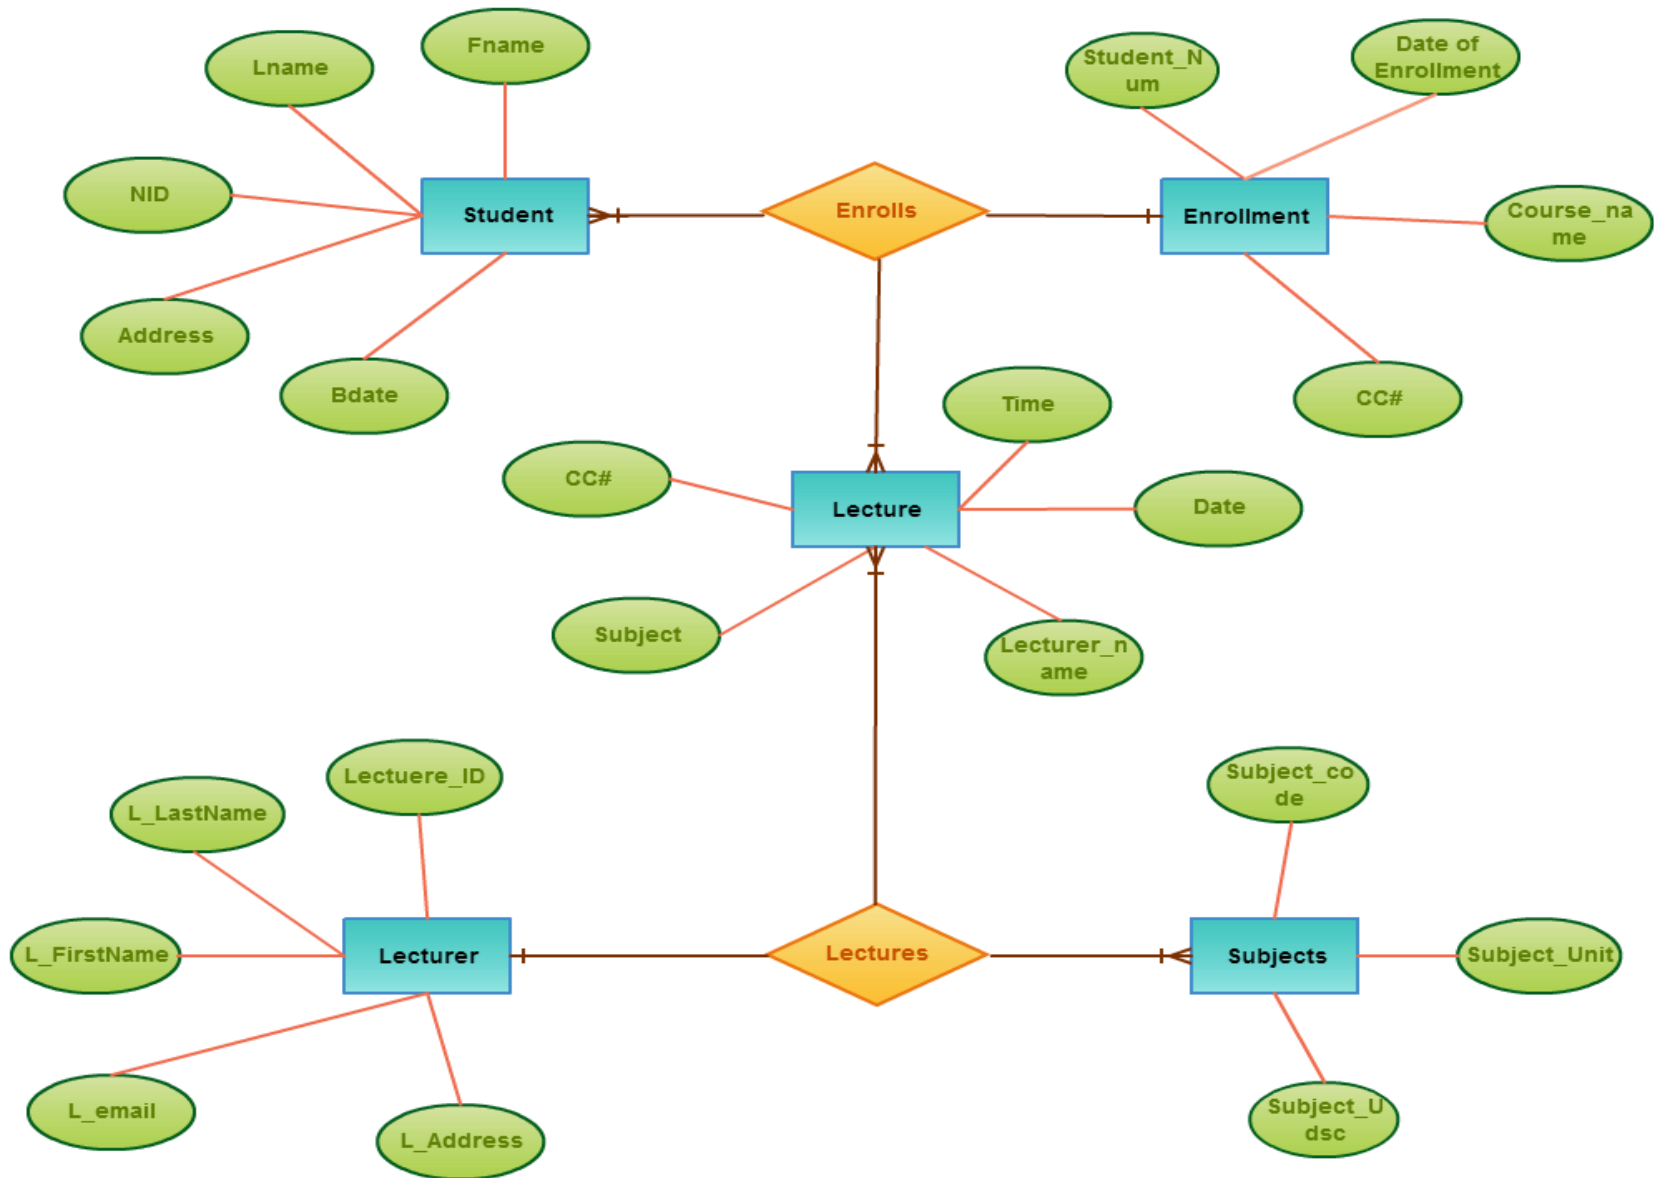 Fname
Lname
Student_N
um
Date of
Enrollment
NID
Student
Enrolls
Enrollment
Course_na
me
Address
Bdate
Time
CC#
CC#
Lecture
Date
Subject
Lecturer_n
ame
Lectuere_ID
L_LastName
Subject_co
de
L_FirstName
Lecturer
Lectures
Subjects
Subject_Unit
L_email
L_Address
Subject_U
dsc